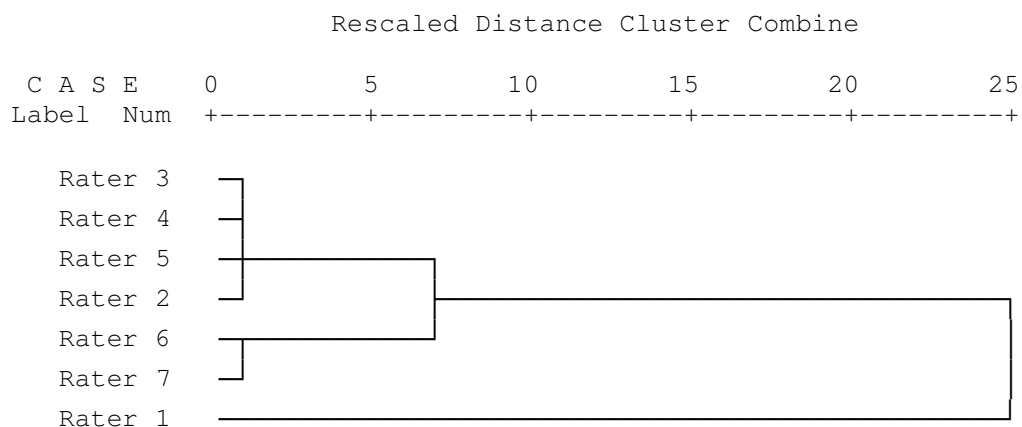 Rescaled Distance Cluster Combine
C A S E 0 5 10 15 20 25
Label Num +---------+---------+---------+---------+---------+
Rater 3
Rater 4
Rater 5
Rater 2
Rater 6
Rater 7
Rater 1